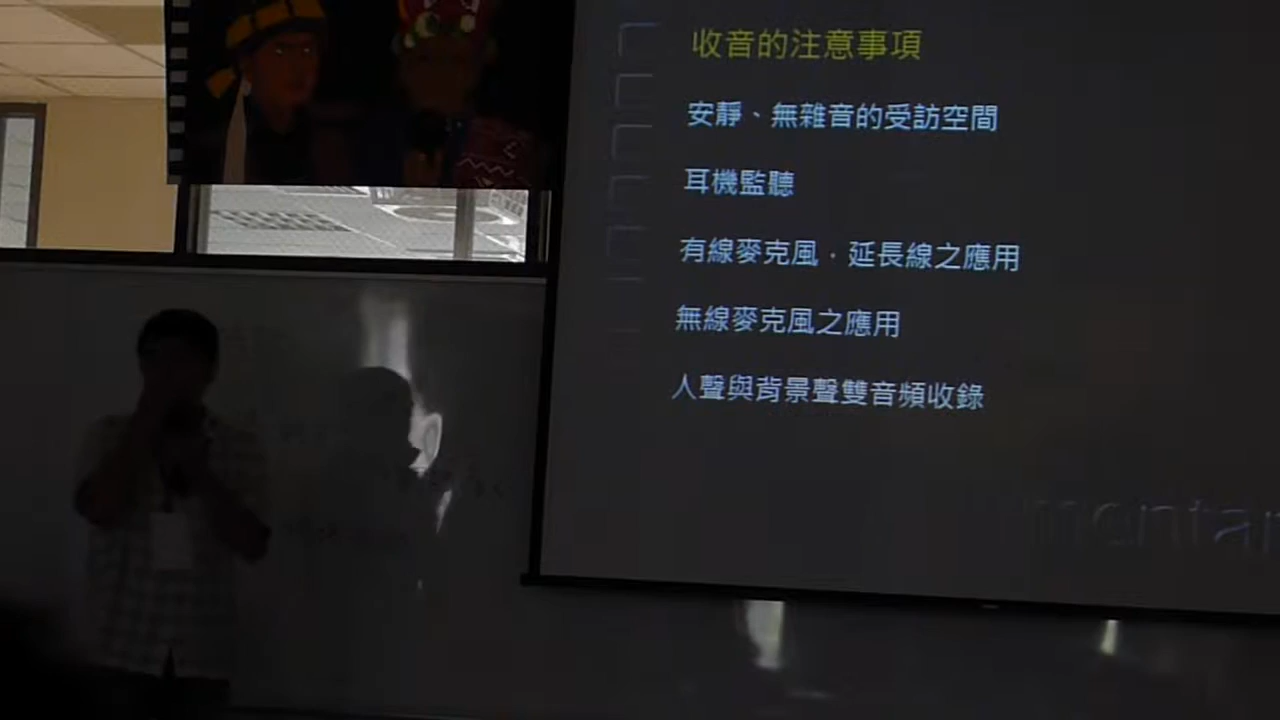 收音的注意事項
安靜、無雜音的受訪空間
耳機監聽
有線麥克風．延長線之應用
無線麥克風之應用
人聲與背景聲雙音頻收錄
mentar